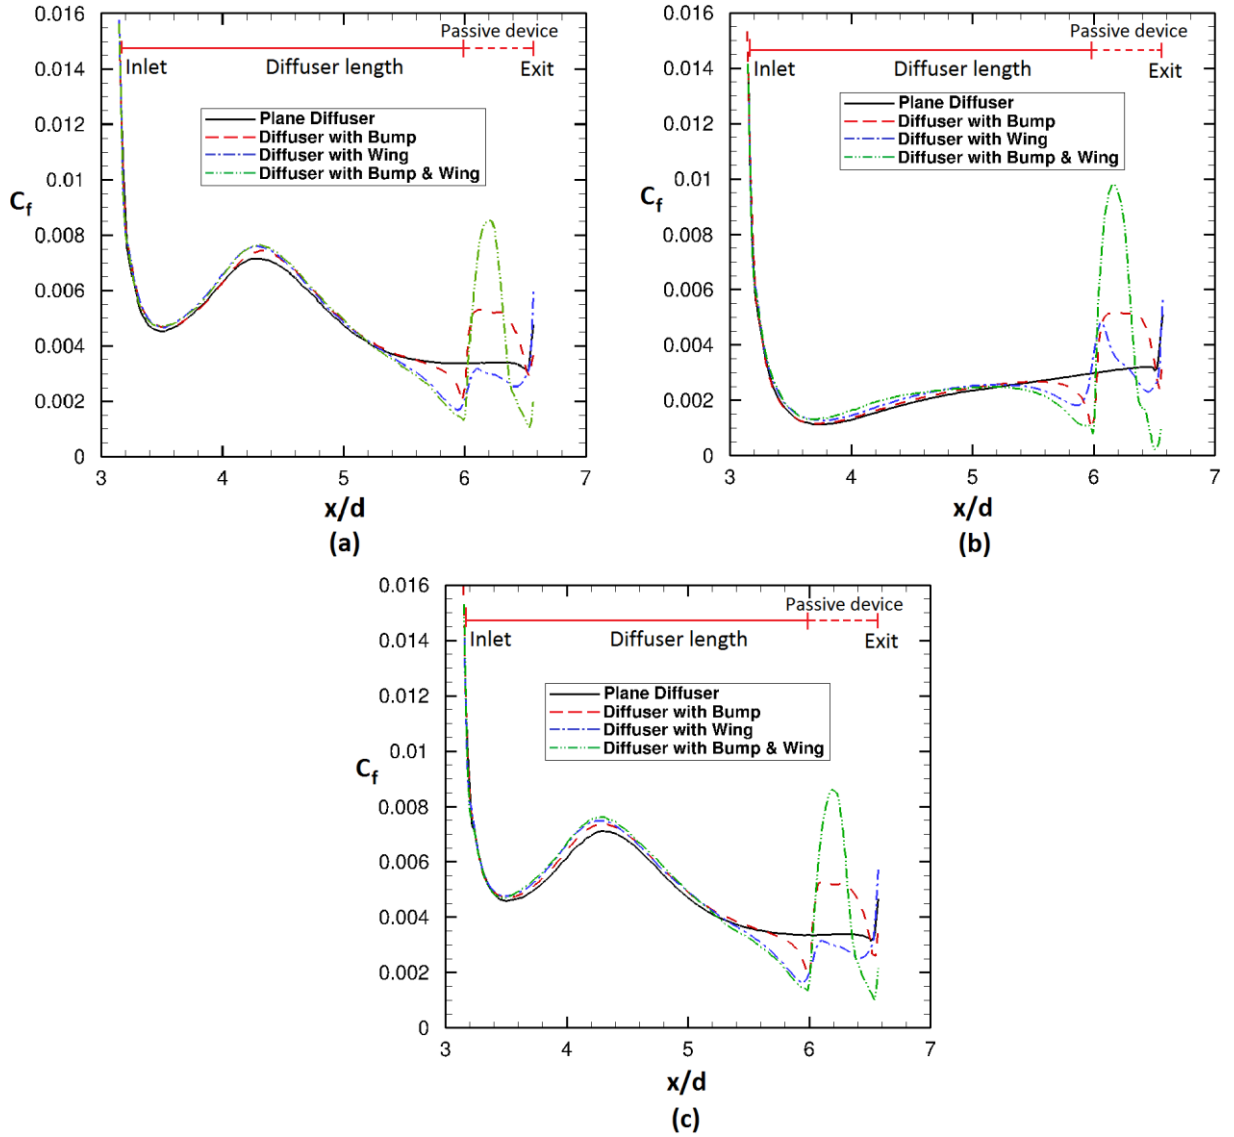 0.016
0.014
0.012
0.01
0.008
0.006
0.004
0.002
0
C_f
Passive device
Inlet
Diffuser length
Exit
Plane Diffuser
Diffuser with Bump
Diffuser with Wing
Diffuser with Bump & Wing
3
4
5
6
7
x/d
(a)
0.016
0.014
0.012
0.01
0.008
0.006
0.004
0.002
0
C_f
Passive device
Inlet
Diffuser length
Exit
Plane Diffuser
Diffuser with Bump
Diffuser with Wing
Diffuser with Bump & Wing
3
4
5
6
7
x/d
(b)
0.016
0.014
0.012
0.01
0.008
0.006
0.004
0.002
0
C_f
Passive device
Inlet
Diffuser length
Exit
Plane Diffuser
Diffuser with Bump
Diffuser with Wing
Diffuser with Bump & Wing
3
4
5
6
7
x/d
(c)